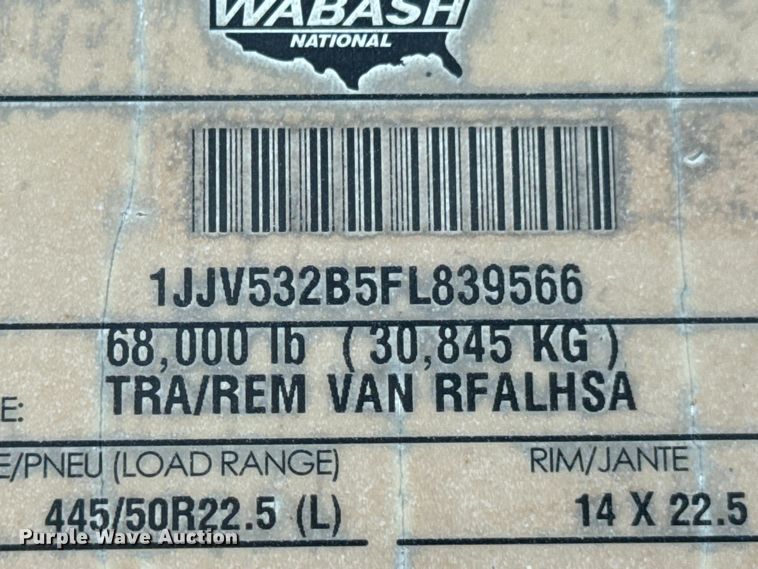 WABASH
NATIONAL
1JJV532B5FL839566
68,000 lb ( 30,845 KG )
E: TRA/REM VAN RFALHSA
E/PNEU (LOAD RANGE) RIM/JANTE
445/50R22.5 (L) 14 X 22.5
Purple Wave Auction